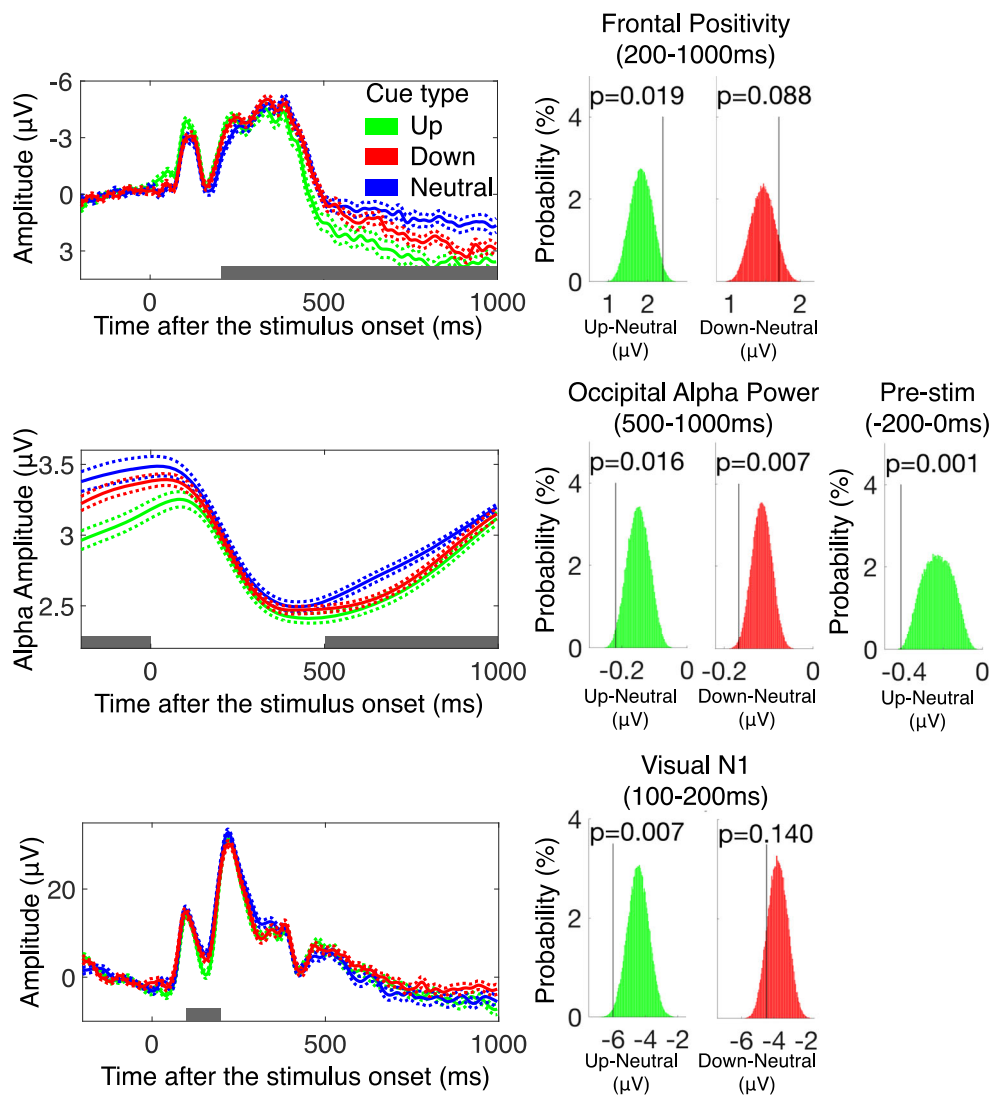 Frontal Positivity
(200-1000ms)
-6
-3
0
3
Amplitude (µV)
Cue type
Up
Down
Neutral
0
500
1000
Time after the stimulus onset (ms)
Probability (%)
4
2
0
p=0.019
p=0.088
1
2
1
2
Up-Neutral
(µV)
Down-Neutral
(µV)
Occipital Alpha Power
(500-1000ms)
Pre-stim
(-200-0ms)
3.5
3
2.5
Alpha Amplitude (µV)
0
500
1000
Time after the stimulus onset (ms)
Probability (%)
4
2
0
p=0.016
p=0.007
-0.2
0
-0.2
0
Up-Neutral
(µV)
Down-Neutral
(µV)
Probability (%)
4
2
0
p=0.001
-0.4
0
Up-Neutral
(µV)
Visual N1
(100-200ms)
20
0
Amplitude (µV)
0
500
1000
Time after the stimulus onset (ms)
Probability (%)
4
2
0
p=0.007
p=0.140
-6
-4
-2
-6
-4
-2
Up-Neutral
(µV)
Down-Neutral
(µV)